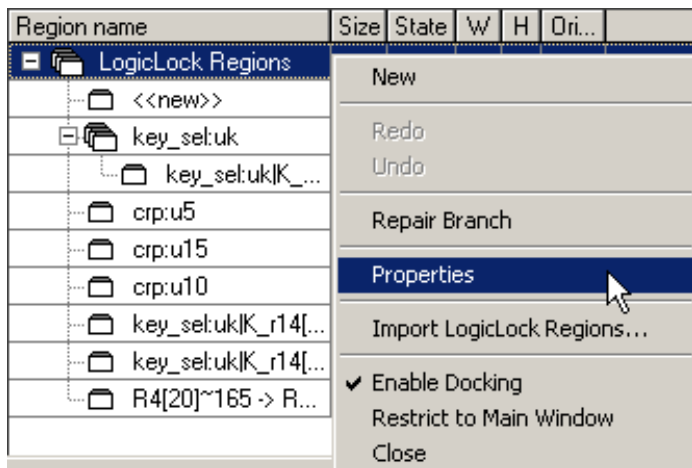 Region name Size State W H Ori...
LogicLock Regions
<<new>>
key_sel:uk
key_sel:uk|K_...
crp:u5
crp:u15
crp:u10
key_sel:uk|K_r14[...
key_sel:uk|K_r14[...
R4[20]~165 -> R...
New
Redo
Undo
Repair Branch
Properties
Import LogicLock Regions...
Enable Docking
Restrict to Main Window
Close